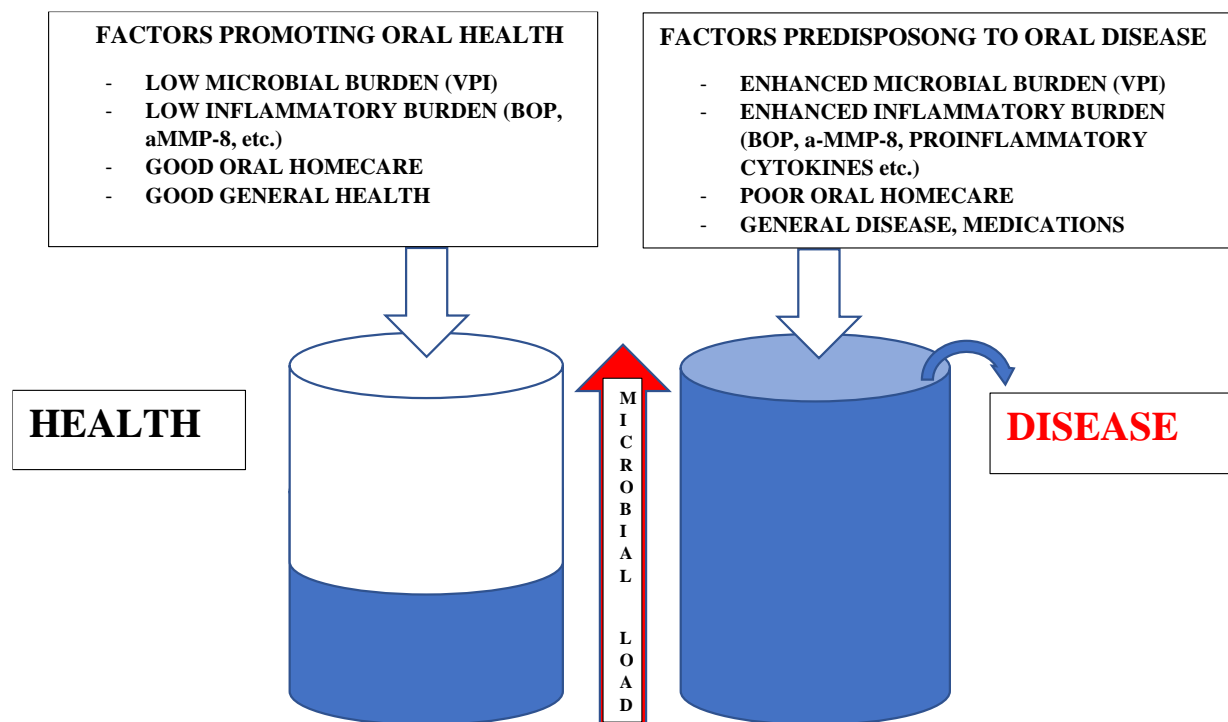 FACTORS PROMOTING ORAL HEALTH
- LOW MICROBIAL BURDEN (VPI)
- LOW INFLAMMATORY BURDEN (BOP,
aMMP-8, etc.)
- GOOD ORAL HOMECARE
- GOOD GENERAL HEALTH
FACTORS PREDISPOSONG TO ORAL DISEASE
- ENHANCED MICROBIAL BURDEN (VPI)
- ENHANCED INFLAMMATORY BURDEN
(BOP, a-MMP-8, PROINFLAMMATORY
CYTOKINES etc.)
- POOR ORAL HOMECARE
- GENERAL DISEASE, MEDICATIONS
HEALTH
MICROBIAL LOAD
DISEASE